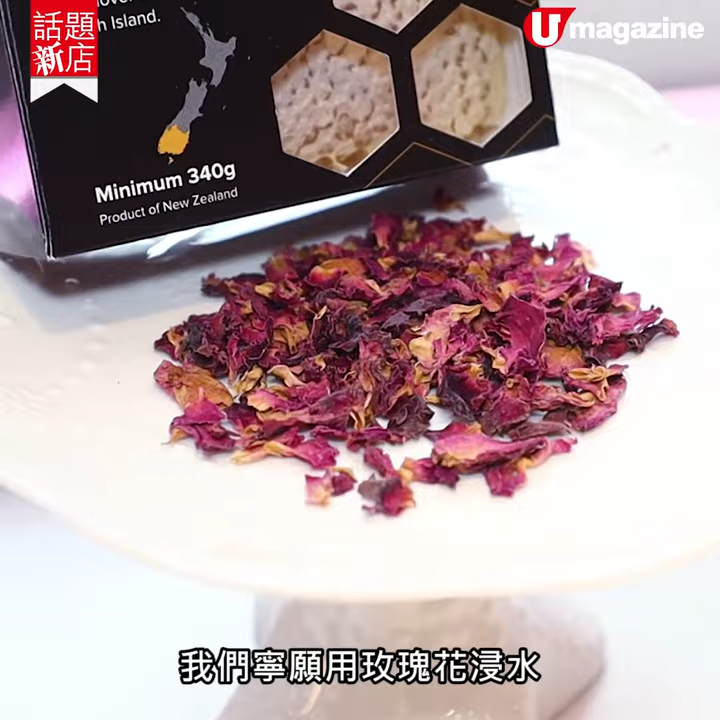 話題
新店
U magazine
h Island.
Minimum 340g
Product of New Zealand
我們寧願用玫瑰花浸水